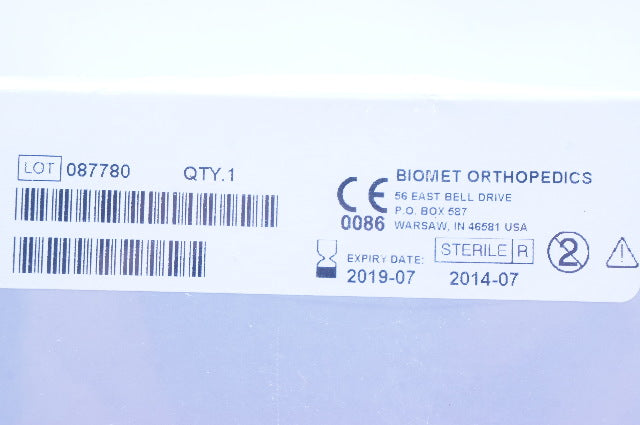 LOT 087780 QTY.1
CE 0086
BIOMET ORTHOPEDICS
56 EAST BELL DRIVE
P.O. BOX 587
WARSAW, IN 46581 USA
EXPIRY DATE: STERILE R 2
2019-07 2014-07